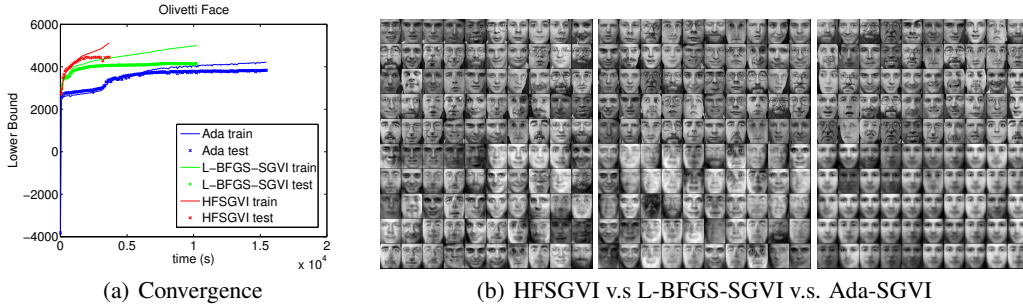 Olivetti Face
6000
4000
2000
0
−2000
−4000
Lower Bound
Ada train
Ada test
L−BFGS−SGVI train
L−BFGS−SGVI test
HFSGVI train
HFSGVI test
0 0.5 1 1.5 2
time (s)
x 10^4
(a) Convergence
(b) HFSGVI v.s L-BFGS-SGVI v.s. Ada-SGVI